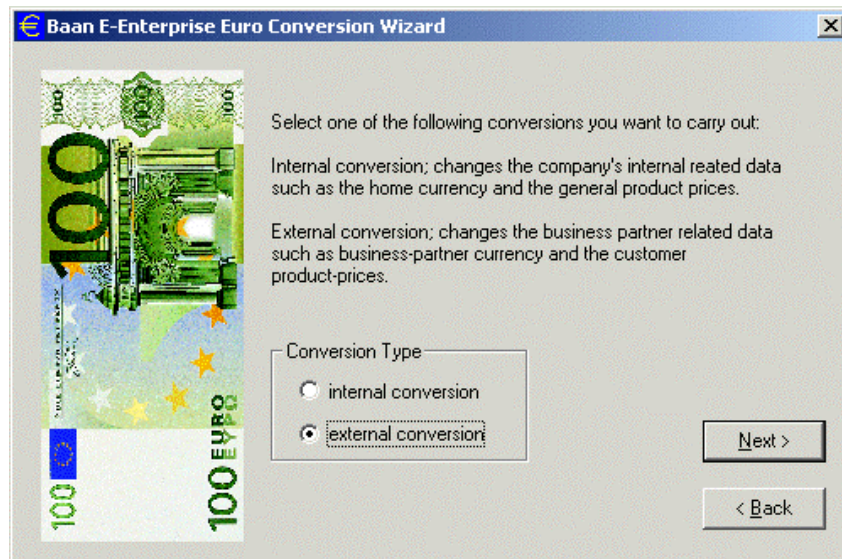 Baan E-Enterprise Euro Conversion Wizard
Select one of the following conversions you want to carry out:
Internal conversion; changes the company's internal reated data
such as the home currency and the general product prices.
External conversion; changes the business partner related data
such as business-partner currency and the customer
product-prices.
Conversion Type
internal conversion
external conversion
Next >
< Back
100
100
100
100
100 EURO
ΕΥΡΩ